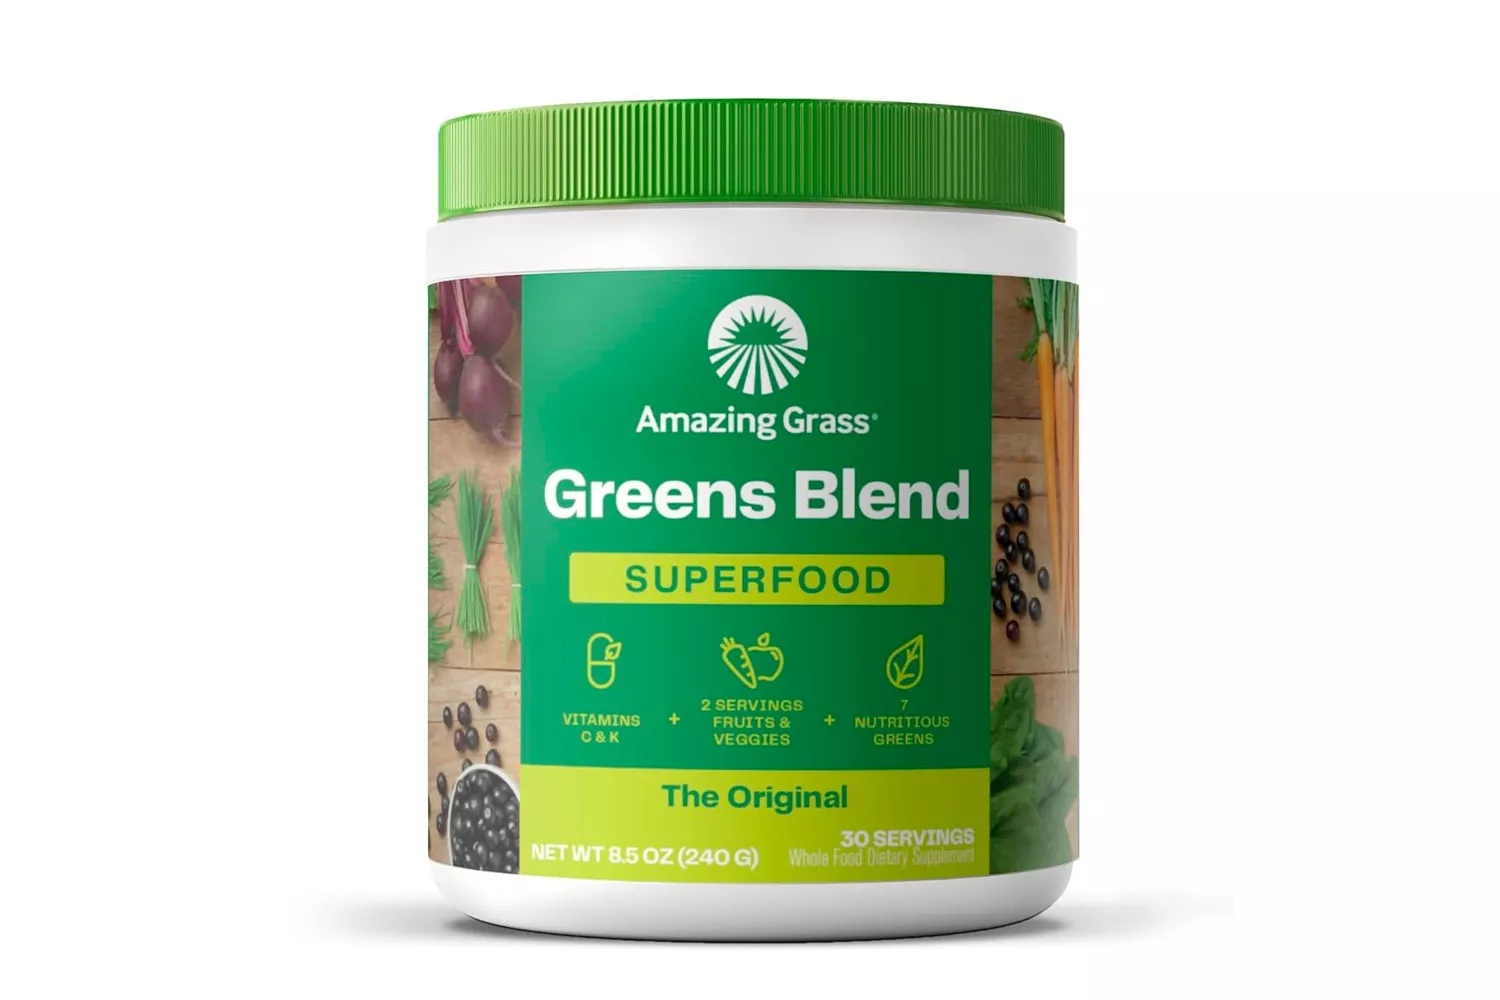 Amazing Grass®
Greens Blend
SUPERFOOD
VITAMINS
C & K
+
2 SERVINGS
FRUITS &
VEGGIES
+
7
NUTRITIOUS
GREENS
The Original
30 SERVINGS
NET WT 8.5 OZ (240 G)
Whole Food Dietary Supplement